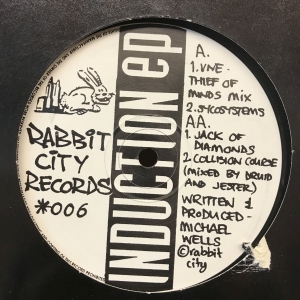 RABBIT
CITY
RECORDS
*006
INDUCTION ep
A.
1. VNE -
THIEF OF
MINDS MIX
2. SYCOSYSTEMS
AA.
1. JACK OF
DIAMONDS
2. COLLISION COURSE
(MIXED BY DRUID
AND JESTER)
WRITTEN &
PRODUCED -
MICHAEL
WELLS
©rabbit
city